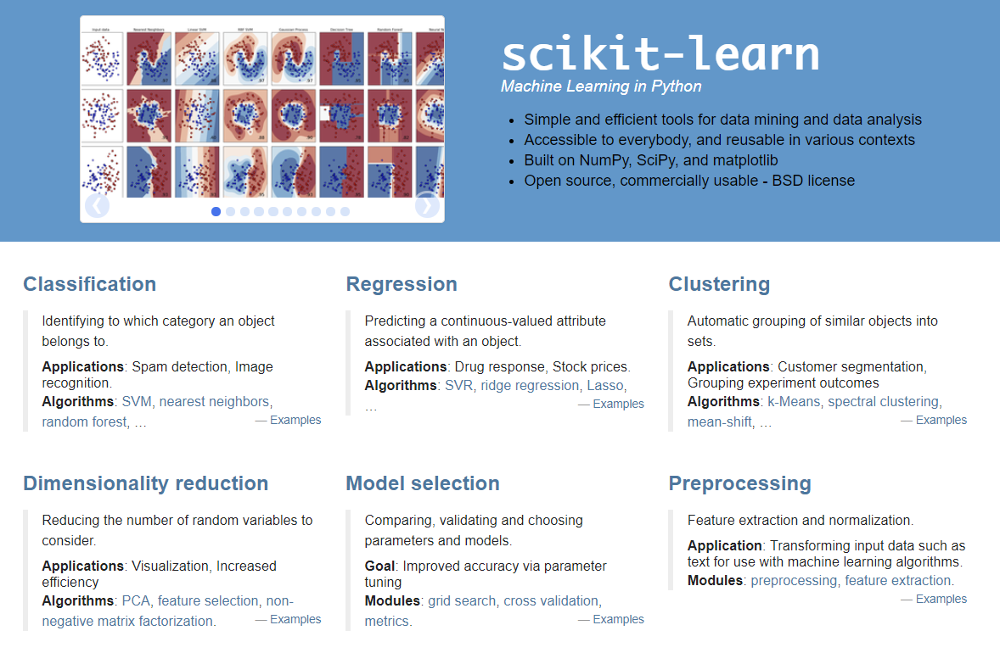 Input data Nearest Neighbors Linear SVM RBF SVM Gaussian Process Decision Tree Random Forest
scikit-learn
Machine Learning in Python
• Simple and efficient tools for data mining and data analysis
• Accessible to everybody, and reusable in various contexts
• Built on NumPy, SciPy, and matplotlib
• Open source, commercially usable - BSD license
Classification
Identifying to which category an object
belongs to.
Applications: Spam detection, Image
recognition.
Algorithms: SVM, nearest neighbors,
random forest, …
— Examples
Regression
Predicting a continuous-valued attribute
associated with an object.
Applications: Drug response, Stock prices.
Algorithms: SVR, ridge regression, Lasso,
…
— Examples
Clustering
Automatic grouping of similar objects into
sets.
Applications: Customer segmentation,
Grouping experiment outcomes
Algorithms: k-Means, spectral clustering,
mean-shift, …
— Examples
Dimensionality reduction
Reducing the number of random variables to
consider.
Applications: Visualization, Increased
efficiency
Algorithms: PCA, feature selection, non-
negative matrix factorization.
— Examples
Model selection
Comparing, validating and choosing
parameters and models.
Goal: Improved accuracy via parameter
tuning
Modules: grid search, cross validation,
metrics.
— Examples
Preprocessing
Feature extraction and normalization.
Application: Transforming input data such as
text for use with machine learning algorithms.
Modules: preprocessing, feature extraction.
— Examples